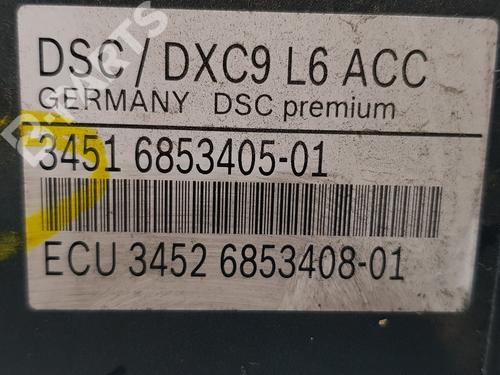 DSC / DXC9 L6 ACC
GERMANY DSC premium
3451 6853405-01
ECU 3452 6853408-01